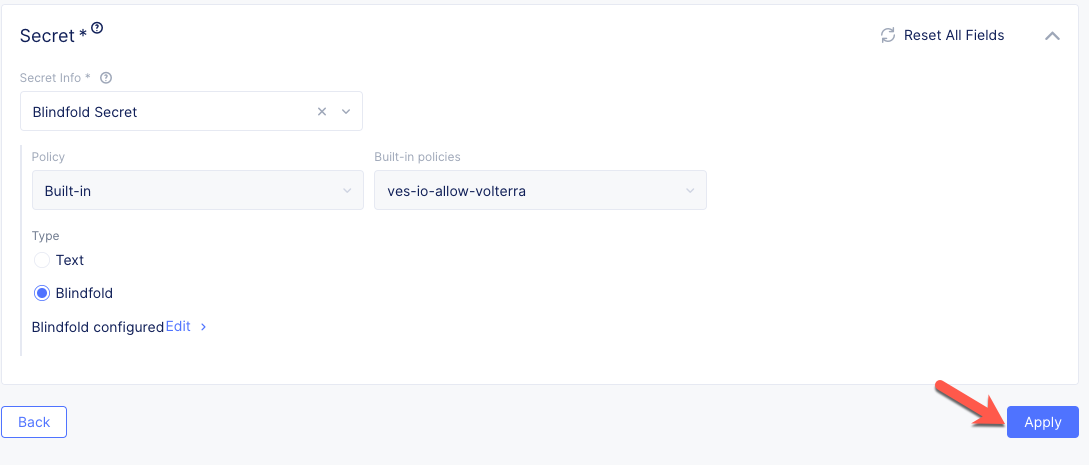 Secret *
Reset All Fields
Secret Info *
Blindfold Secret
Policy
Built-in policies
Built-in
ves-io-allow-volterra
Type
Text
Blindfold
Blindfold configured Edit
Back
Apply